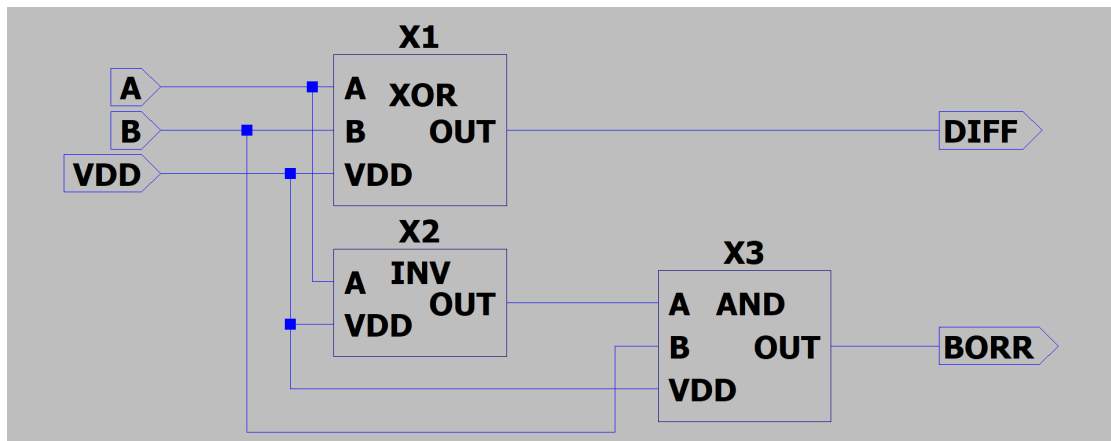 X1
A
A
XOR
B
B
OUT
DIFF
VDD
VDD
X2
X3
A
INV
OUT
VDD
A
AND
B
OUT
BORR
VDD